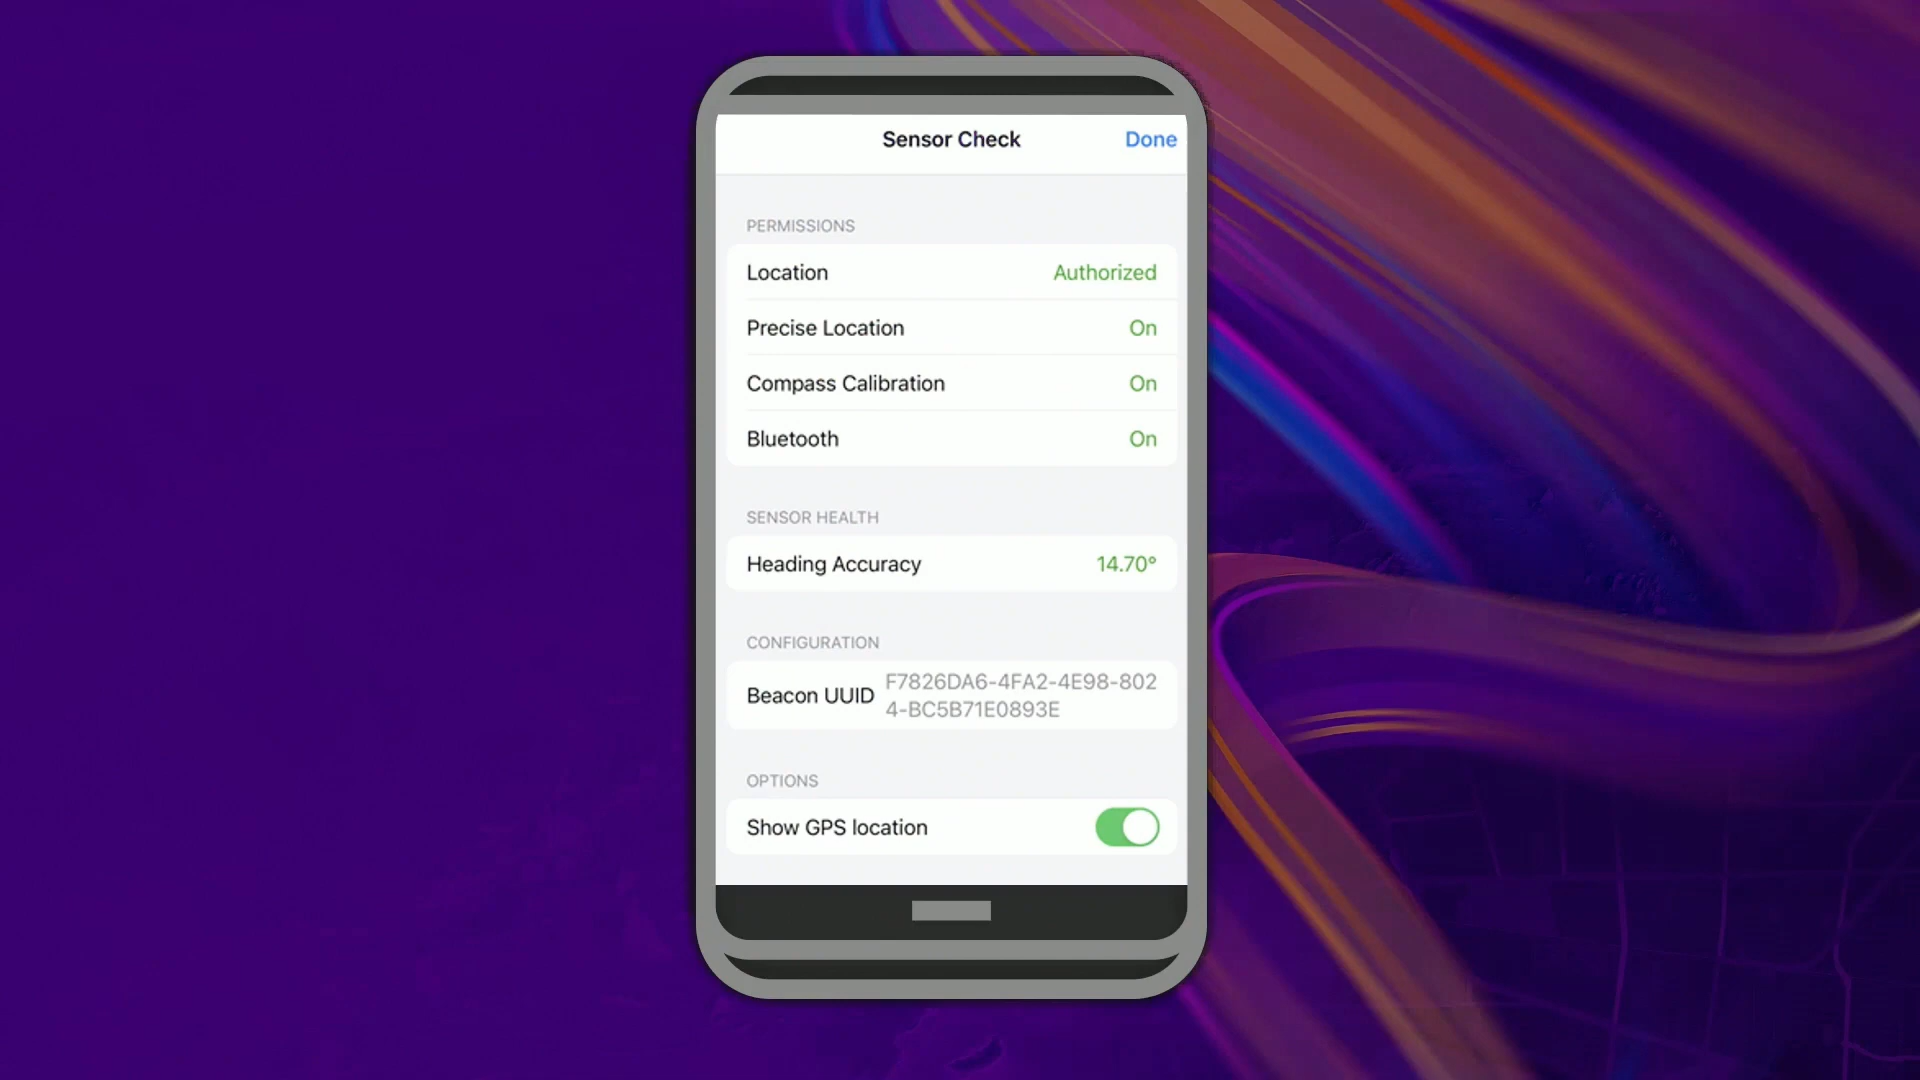 Sensor Check Done
PERMISSIONS
Location Authorized
Precise Location On
Compass Calibration On
Bluetooth On
SENSOR HEALTH
Heading Accuracy 14.70°
CONFIGURATION
Beacon UUID F7826DA6-4FA2-4E98-802
4-BC5B71E0893E
OPTIONS
Show GPS location